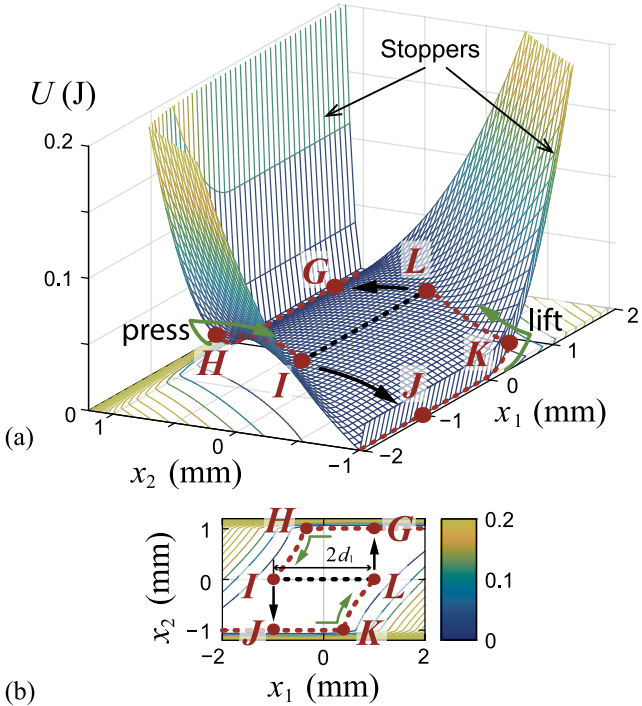 U (J)
Stoppers
0.2
0.1
0
press
lift
G
L
H
I
K
J
1
0
−1
−2
−1
0
1
2
x₂ (mm)
x₁ (mm)
(a)
H
G
1
2d₁
0
I
L
−1
J
K
−2
0
2
x₂ (mm)
x₁ (mm)
0.2
0.1
0
(b)